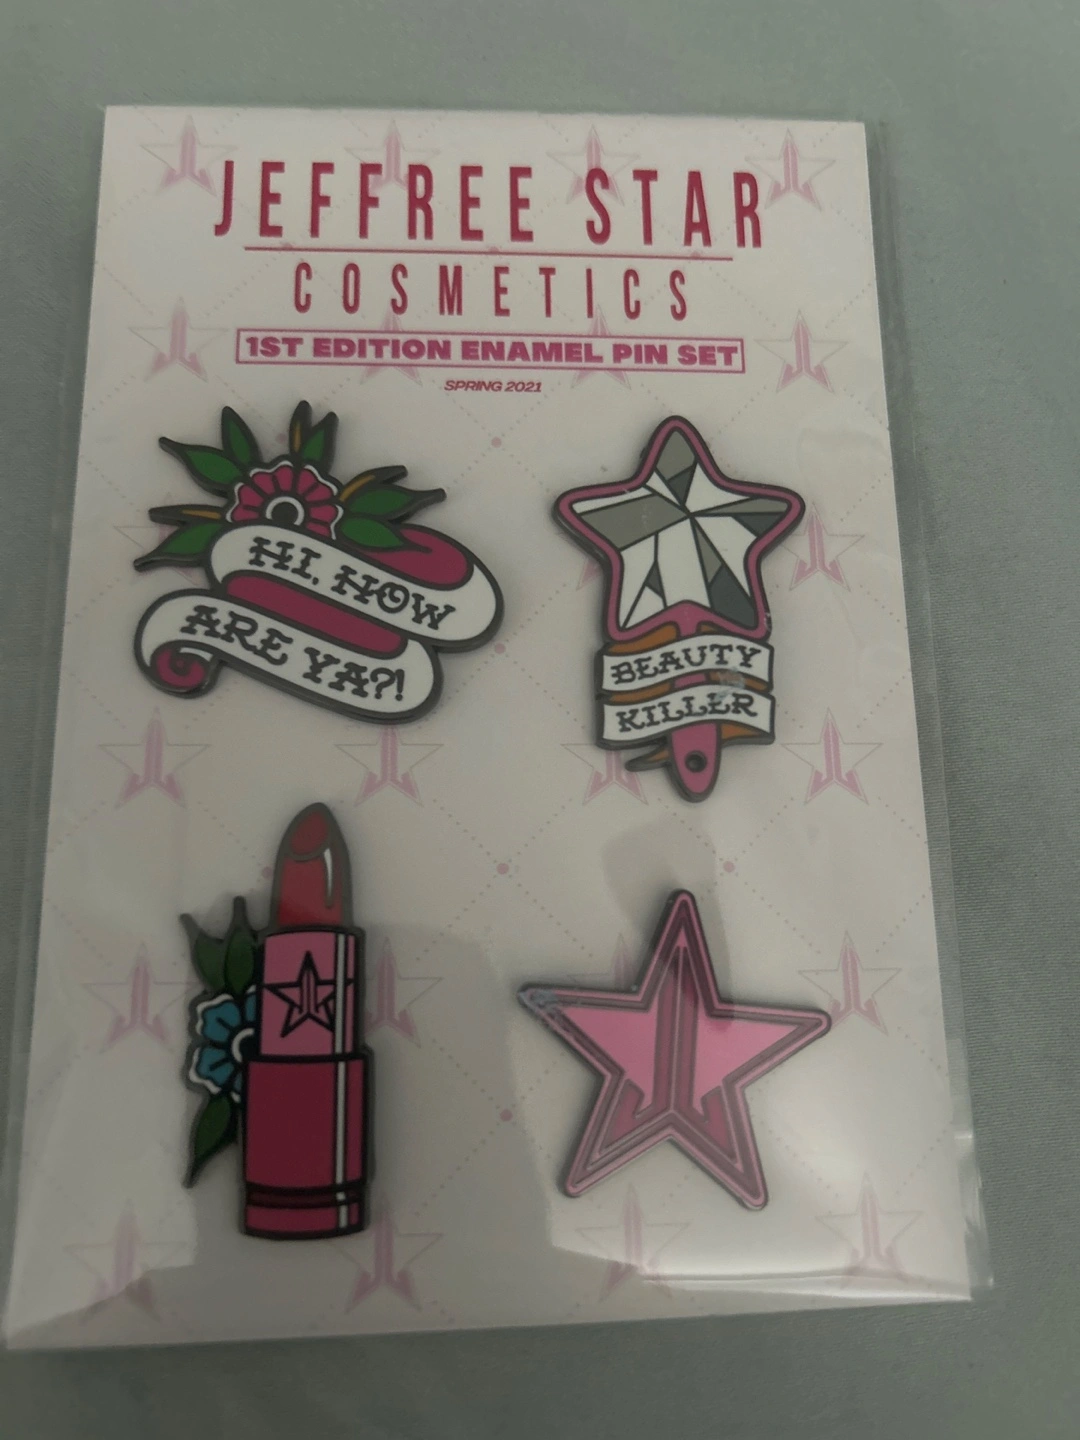 JEFFREE STAR
COSMETICS
1ST EDITION ENAMEL PIN SET
SPRING 2021
HI, HOW
ARE YA?!
BEAUTY
KILLER